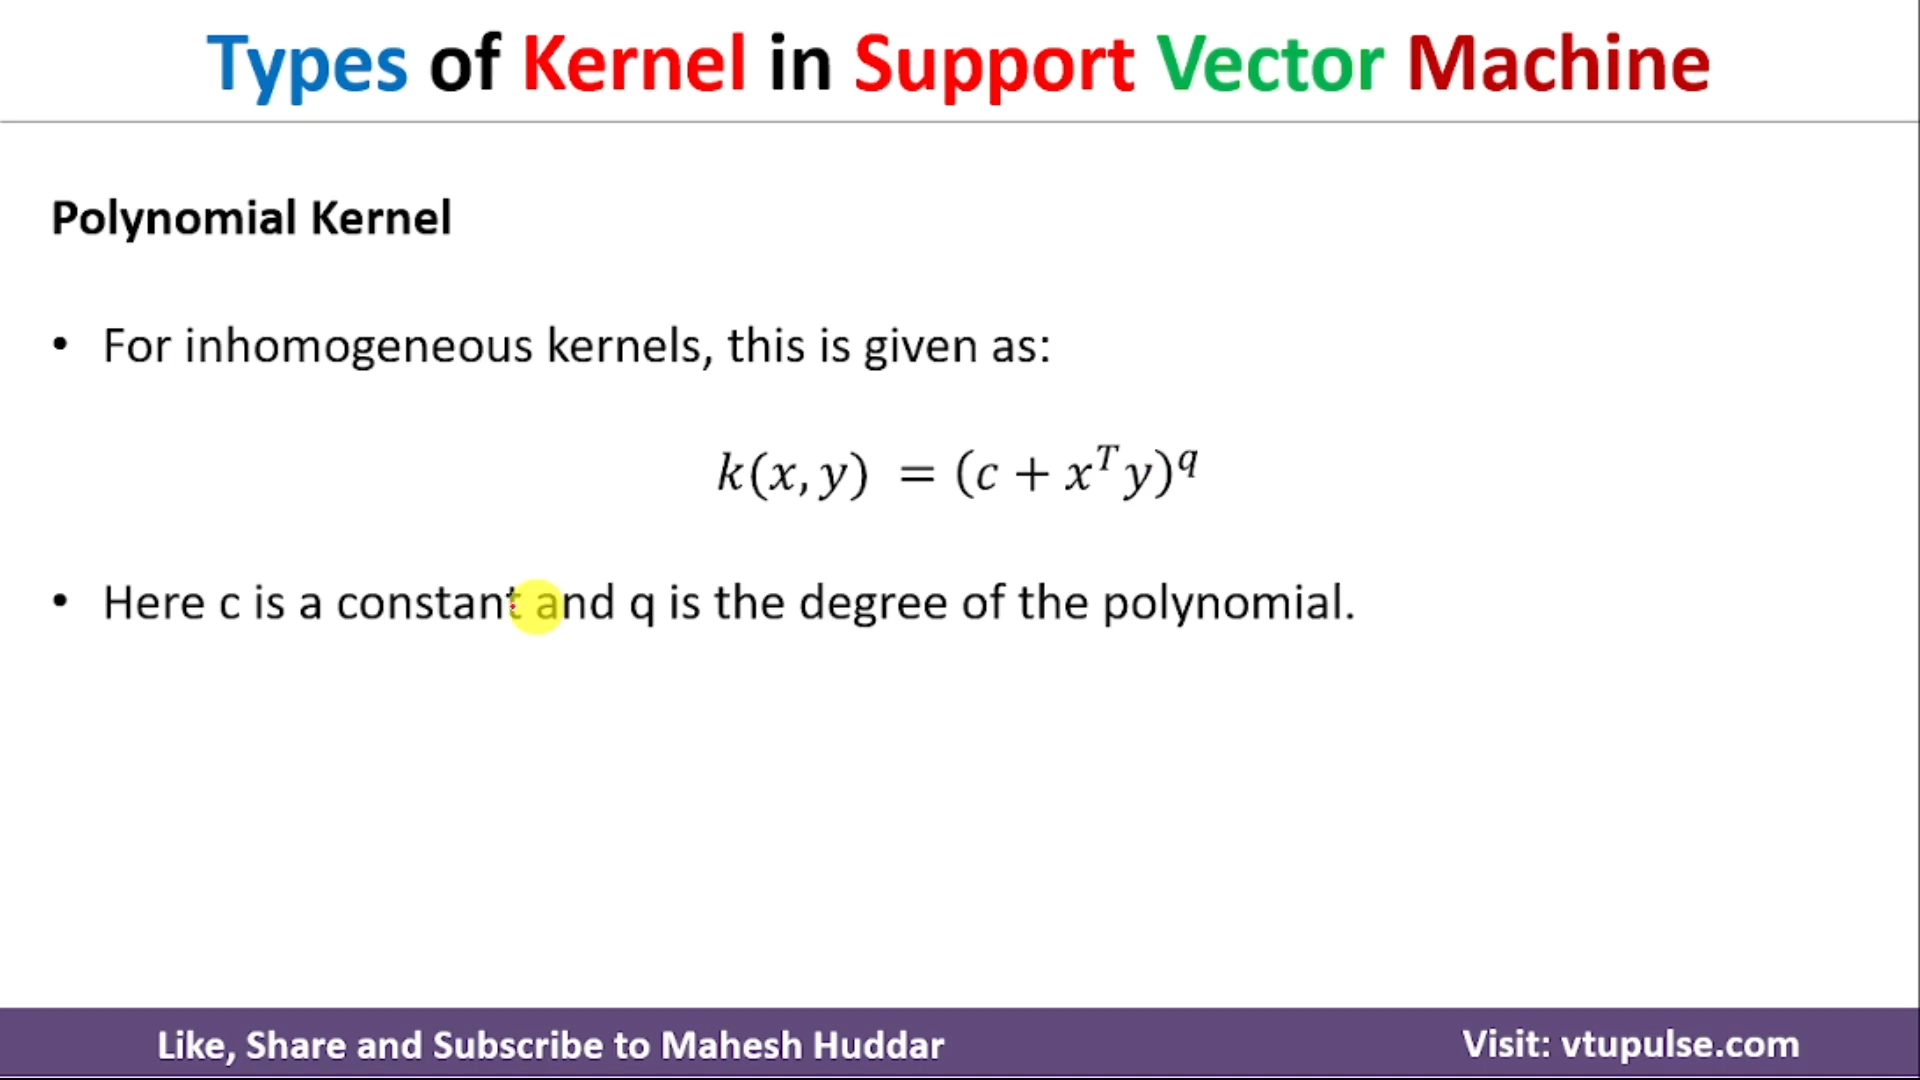 Types of Kernel in Support Vector Machine
Polynomial Kernel
• For inhomogeneous kernels, this is given as:
k(x, y) = (c + x^T y)^q
• Here c is a constant and q is the degree of the polynomial.
Like, Share and Subscribe to Mahesh Huddar
Visit: vtupulse.com